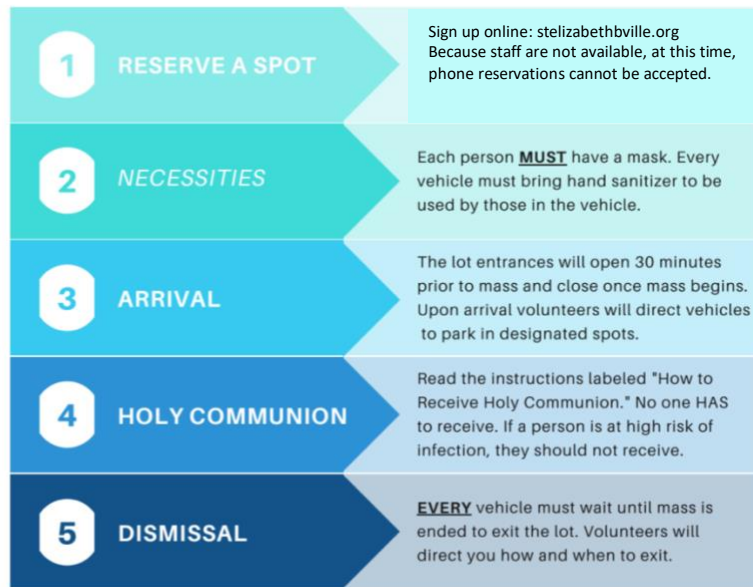 1
RESERVE A SPOT
Sign up online: stelizabethbville.org
Because staff are not available, at this time,
phone reservations cannot be accepted.
2
NECESSITIES
Each person MUST have a mask. Every
vehicle must bring hand sanitizer to be
used by those in the vehicle.
3
ARRIVAL
The lot entrances will open 30 minutes
prior to mass and close once mass begins.
Upon arrival volunteers will direct vehicles
to park in designated spots.
4
HOLY COMMUNION
Read the instructions labeled "How to
Receive Holy Communion." No one HAS
to receive. If a person is at high risk of
infection, they should not receive.
5
DISMISSAL
EVERY vehicle must wait until mass is
ended to exit the lot. Volunteers will
direct you how and when to exit.